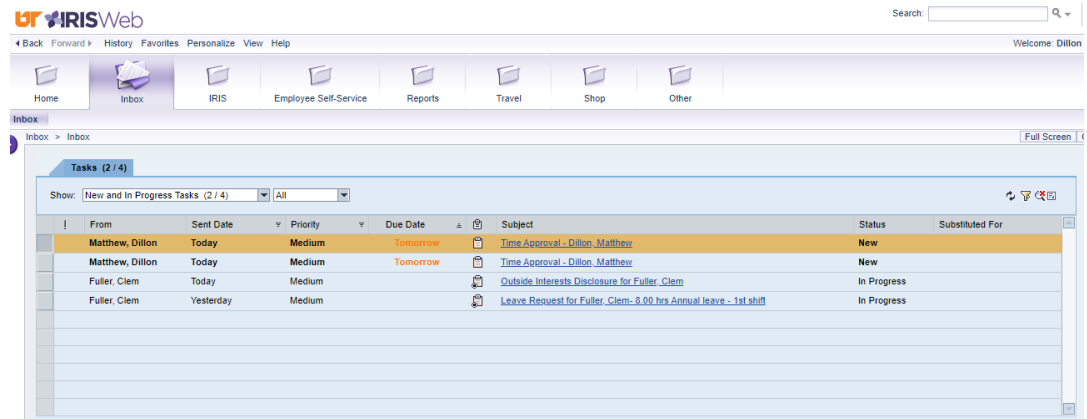 UT IRISWeb
Search:
Back Forward History Favorites Personalize View Help Welcome: Dillon
Home Inbox IRIS Employee Self-Service Reports Travel Shop Other
Inbox
Inbox > Inbox Full Screen
Tasks (2 / 4)
Show: New and In Progress Tasks (2 / 4) All
! From Sent Date Priority Due Date Subject Status Substituted For
Matthew, Dillon Today Medium Tomorrow Time Approval - Dillon, Matthew New
Matthew, Dillon Today Medium Tomorrow Time Approval - Dillon, Matthew New
Fuller, Clem Today Medium Outside Interests Disclosure for Fuller, Clem In Progress
Fuller, Clem Yesterday Medium Leave Request for Fuller, Clem- 8.00 hrs Annual leave - 1st shift In Progress